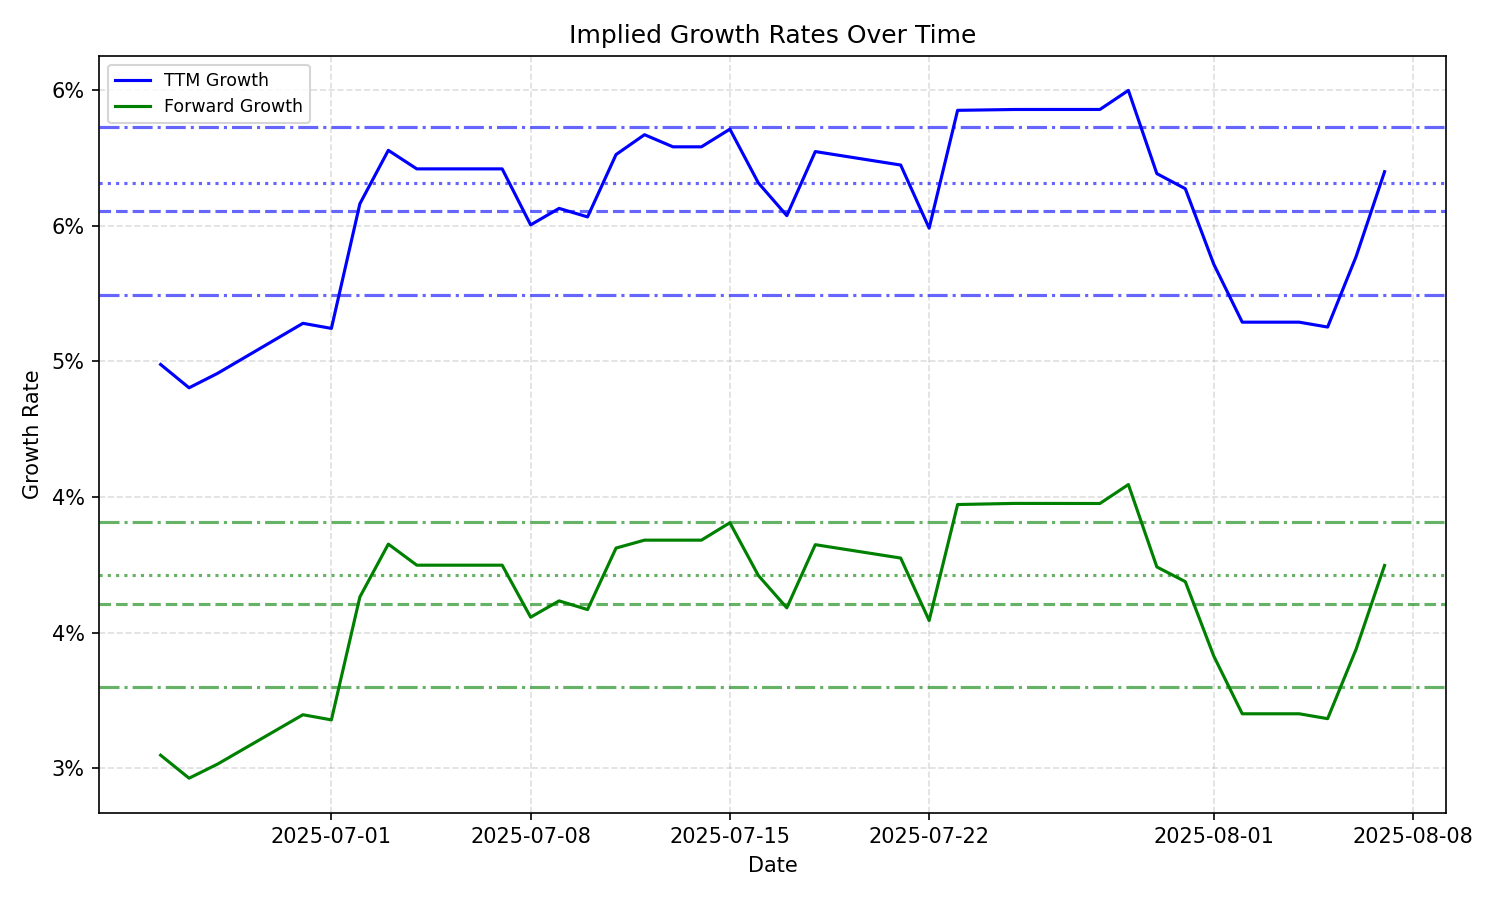 Implied Growth Rates Over Time
TTM Growth
Forward Growth
6%
6%
5%
4%
4%
3%
Growth Rate
2025-07-01
2025-07-08
2025-07-15
2025-07-22
2025-08-01
2025-08-08
Date